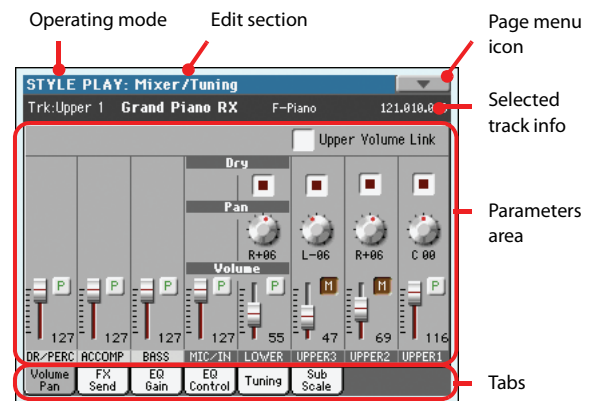 Operating mode
Edit section
Page menu
icon
STYLE PLAY: Mixer/Tuning
Trk:Upper 1 Grand Piano RX F-Piano 121.010.0
Selected
track info
Upper Volume Link
Dry
Pan
R+06 L-06 R+06 C 00
Parameters
area
Volume
P P P P P M M P
127 127 127 127 55 47 69 116
DR/PERC ACCOMP BASS MIC/IN LOWER UPPER3 UPPER2 UPPER1
Volume
Pan
FX
Send
EQ
Gain
EQ
Control
Tuning
Sub
Scale
Tabs